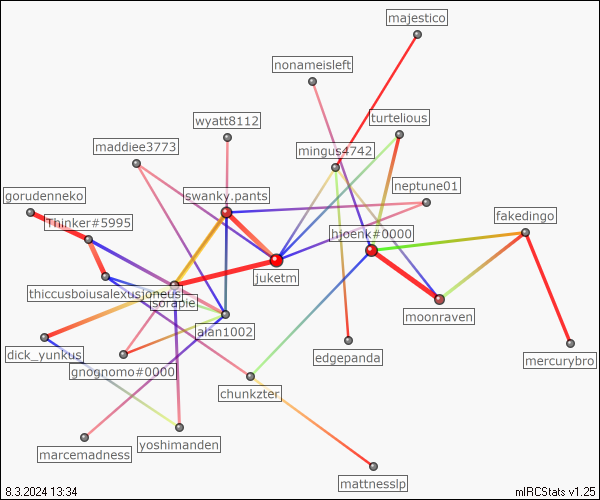 majestico
nonameisleft
turtelious
wyatt8112
maddiee3773
mingus4742
neptune01
gorudenneko
swanky.pants
fakedingo
Thinker#5995
hjoenk#0000
juketm
thiccusboiusalexusjoneus
sorapie
moonraven
alan1002
dick_yunkus
edgepanda
mercurybro
gnognomo#0000
chunkzter
yoshimanden
marcemadness
mattnesslp
8.3.2024 13:34
mIRCStats v1.25